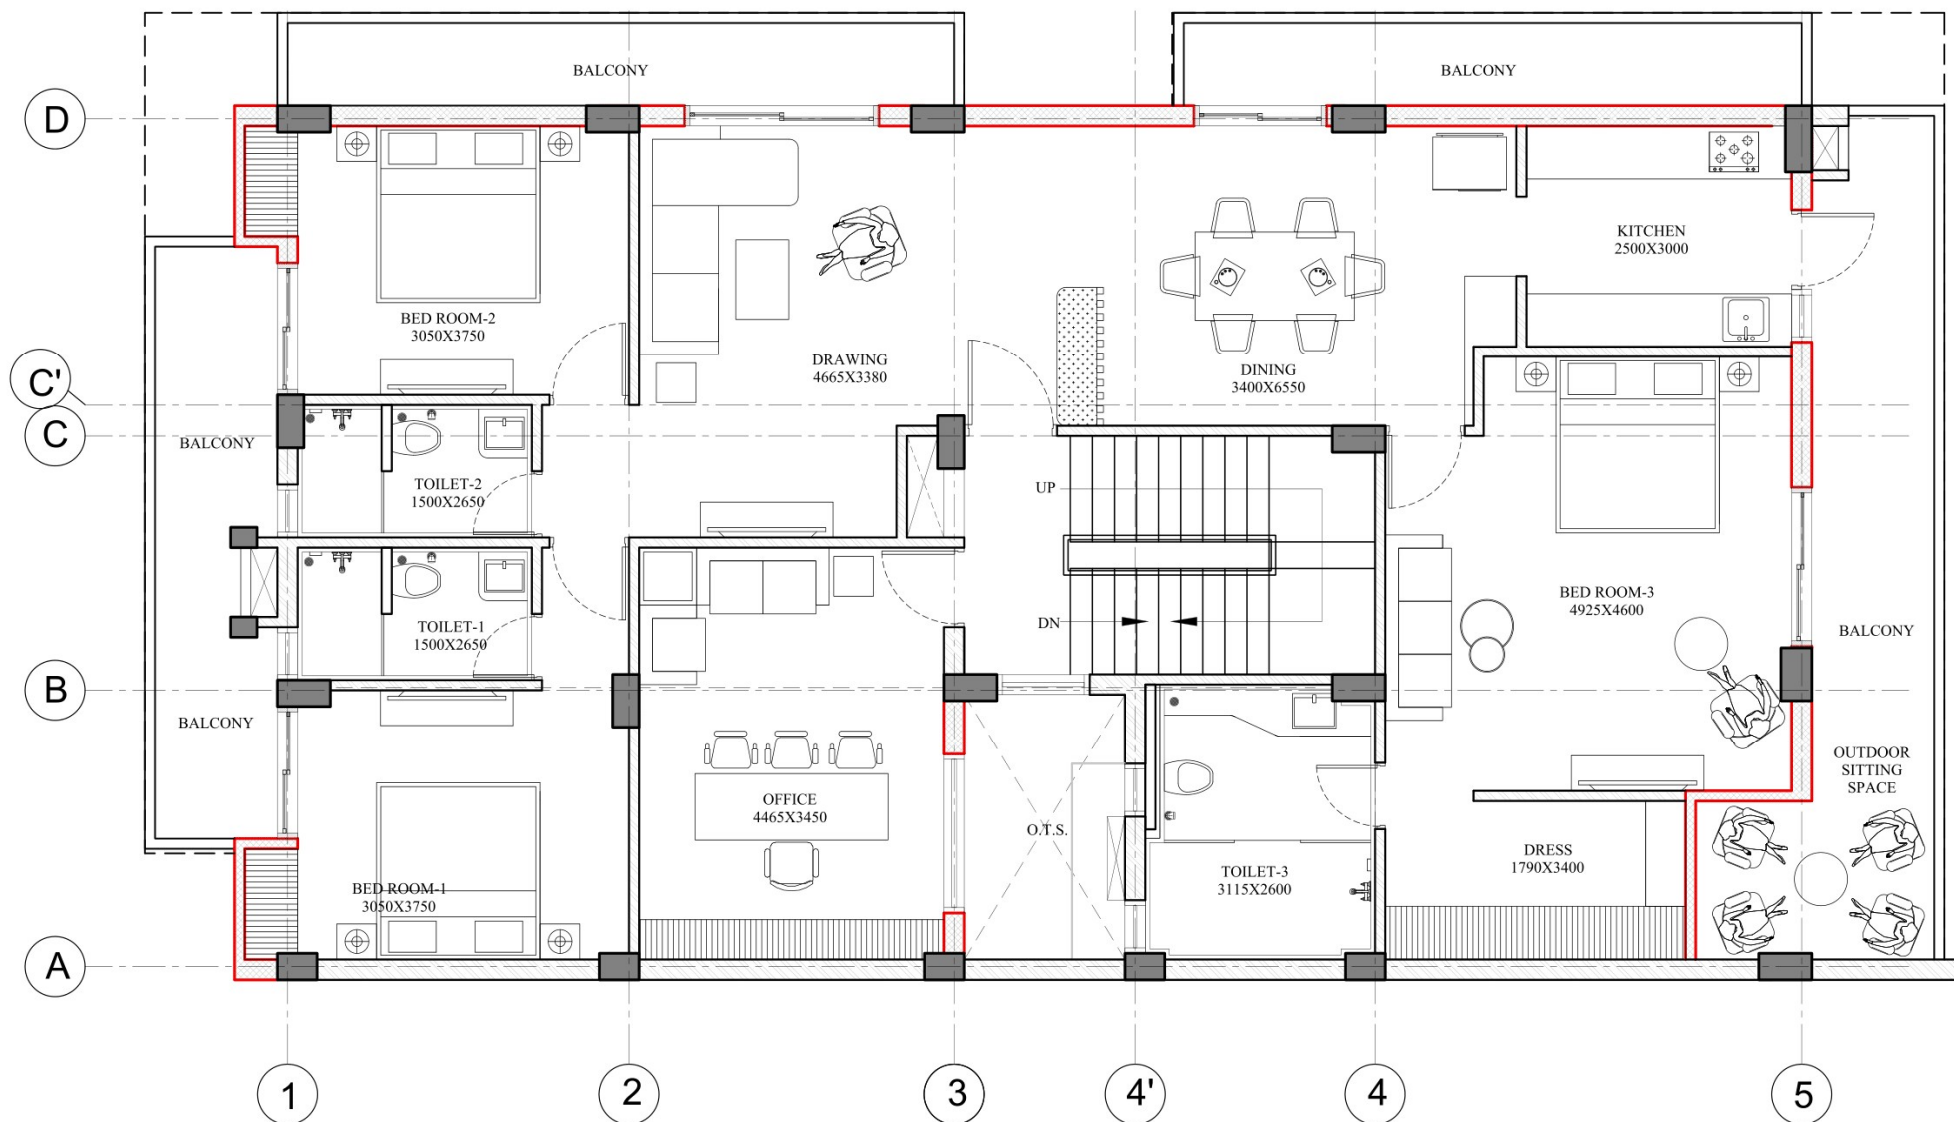 BALCONY
BALCONY
D
KITCHEN
2500X3000
BED ROOM-2
3050X3750
DRAWING
4665X3380
DINING
3400X6550
C'
C
BALCONY
TOILET-2
1500X2650
UP
BED ROOM-3
4925X4600
TOILET-1
1500X2650
DN
BALCONY
B
BALCONY
OUTDOOR
SITTING
SPACE
OFFICE
4465X3450
O.T.S.
DRESS
1790X3400
TOILET-3
3115X2600
BED ROOM-1
3050X3750
A
1
2
3
4'
4
5